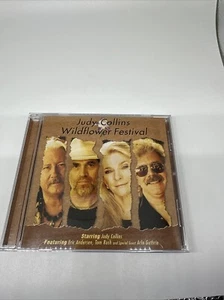 Judy Collins
Wildflower Festival
Starring Judy Collins
Featuring Eric Andersen, Tom Rush and special guest Arlo Guthrie